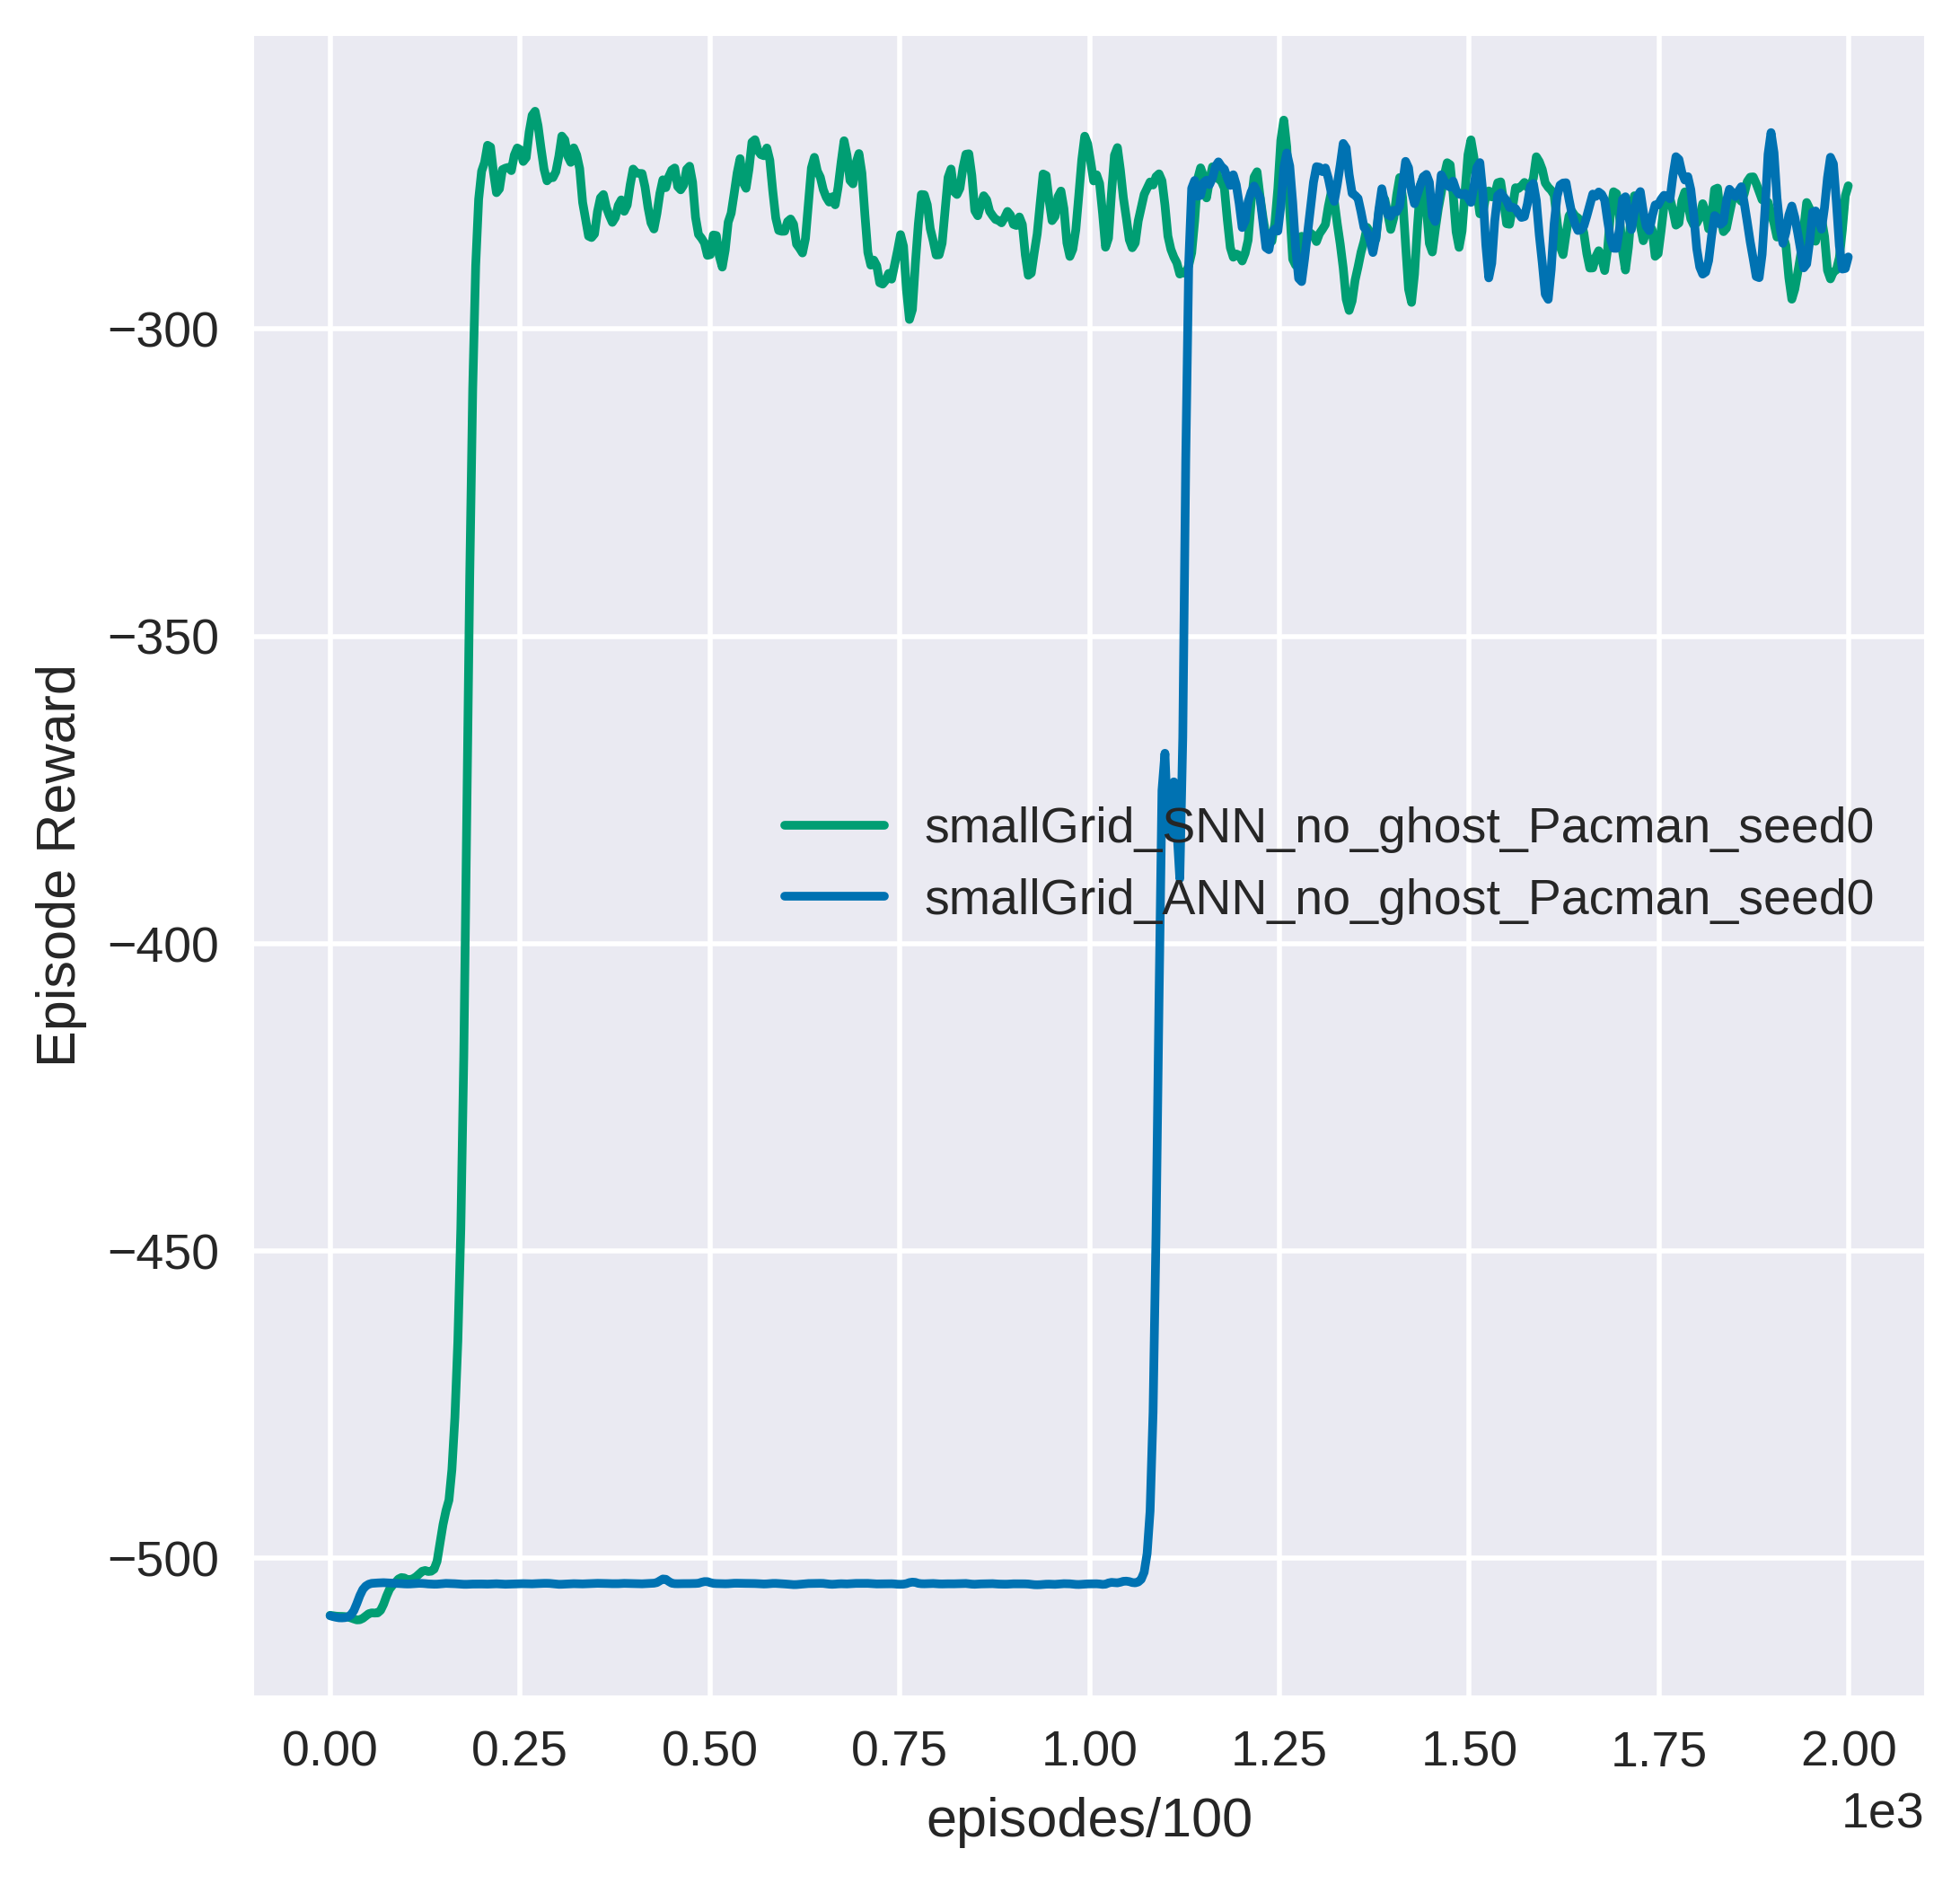 Episode Reward
−300
−350
−400
−450
−500
smallGrid_SNN_no_ghost_Pacman_seed0
smallGrid_ANN_no_ghost_Pacman_seed0
0.00 0.25 0.50 0.75 1.00 1.25 1.50 1.75 2.00
1e3
episodes/100